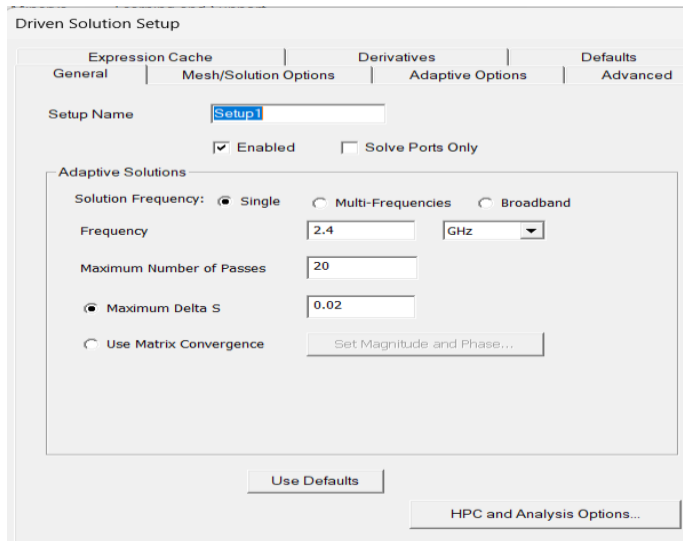 Driven Solution Setup
Expression Cache Derivatives Defaults
General Mesh/Solution Options Adaptive Options Advanced
Setup Name Setup1
Enabled Solve Ports Only
Adaptive Solutions
Solution Frequency: Single Multi-Frequencies Broadband
Frequency 2.4 GHz
Maximum Number of Passes 20
Maximum Delta S 0.02
Use Matrix Convergence Set Magnitude and Phase...
Use Defaults
HPC and Analysis Options...